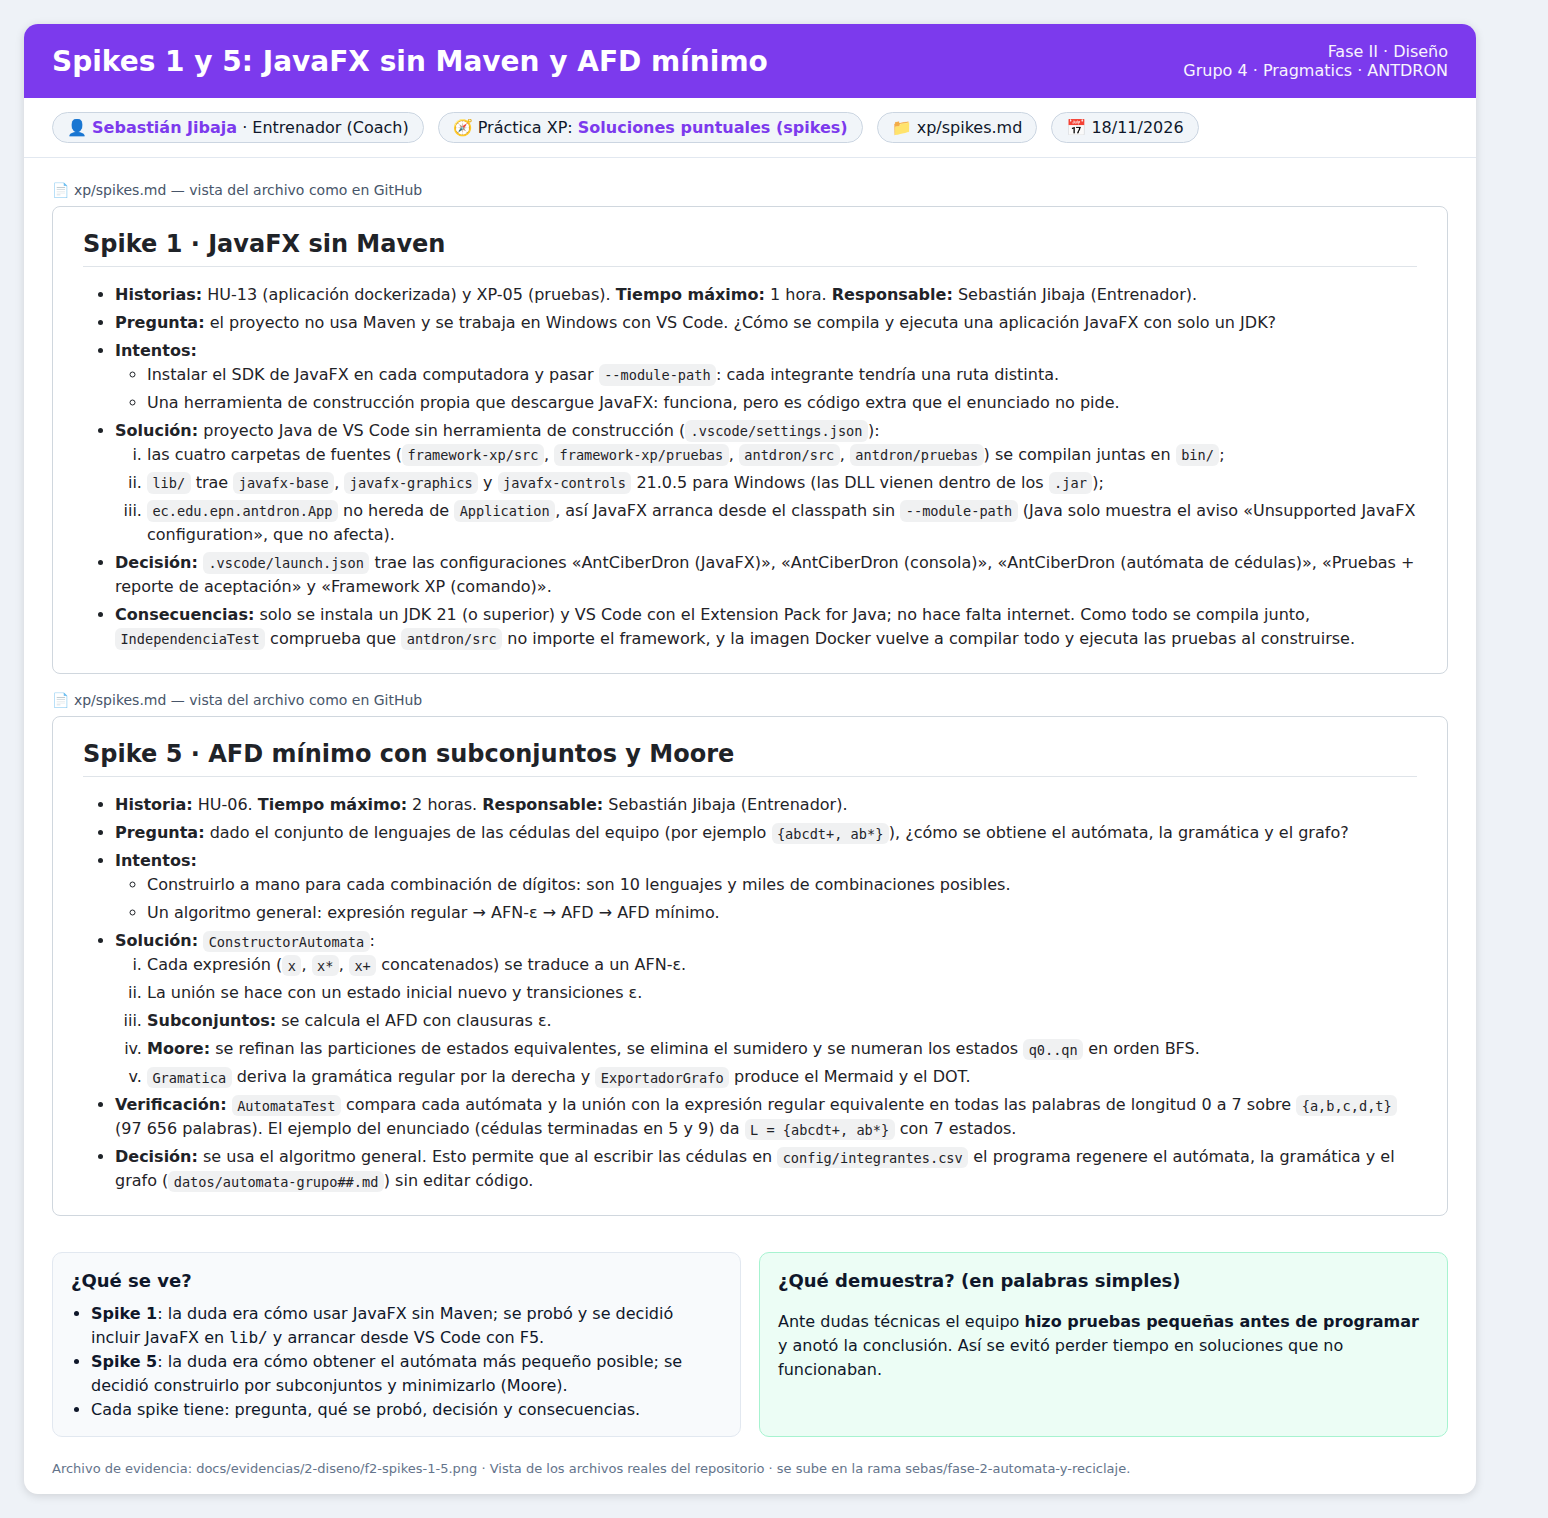 Spikes 1 y 5: JavaFX sin Maven y AFD mínimo
Fase II · Diseño
Grupo 4 · Pragmatics · ANTDRON
👤 Sebastián Jibaja · Entrenador (Coach)
🧭 Práctica XP: Soluciones puntuales (spikes)
📁 xp/spikes.md
📅 18/11/2026
📄 xp/spikes.md — vista del archivo como en GitHub
Spike 1 · JavaFX sin Maven
• Historias: HU-13 (aplicación dockerizada) y XP-05 (pruebas). Tiempo máximo: 1 hora. Responsable: Sebastián Jibaja (Entrenador).
• Pregunta: el proyecto no usa Maven y se trabaja en Windows con VS Code. ¿Cómo se compila y ejecuta una aplicación JavaFX con solo un JDK?
• Intentos:
◦ Instalar el SDK de JavaFX en cada computadora y pasar --module-path: cada integrante tendría una ruta distinta.
◦ Una herramienta de construcción propia que descargue JavaFX: funciona, pero es código extra que el enunciado no pide.
• Solución: proyecto Java de VS Code sin herramienta de construcción (.vscode/settings.json):
i. las cuatro carpetas de fuentes (framework-xp/src, framework-xp/pruebas, antdron/src, antdron/pruebas) se compilan juntas en bin/;
ii. lib/ trae javafx-base, javafx-graphics y javafx-controls 21.0.5 para Windows (las DLL vienen dentro de los .jar);
iii. ec.edu.epn.antdron.App no hereda de Application, así JavaFX arranca desde el classpath sin --module-path (Java solo muestra el aviso «Unsupported JavaFX
configuration», que no afecta).
• Decisión: .vscode/launch.json trae las configuraciones «AntCiberDron (JavaFX)», «AntCiberDron (consola)», «AntCiberDron (autómata de cédulas)», «Pruebas +
reporte de aceptación» y «Framework XP (comando)».
• Consecuencias: solo se instala un JDK 21 (o superior) y VS Code con el Extension Pack for Java; no hace falta internet. Como todo se compila junto,
IndependenciaTest comprueba que antdron/src no importe el framework, y la imagen Docker vuelve a compilar todo y ejecuta las pruebas al construirse.
📄 xp/spikes.md — vista del archivo como en GitHub
Spike 5 · AFD mínimo con subconjuntos y Moore
• Historia: HU-06. Tiempo máximo: 2 horas. Responsable: Sebastián Jibaja (Entrenador).
• Pregunta: dado el conjunto de lenguajes de las cédulas del equipo (por ejemplo {abcdt+, ab*}), ¿cómo se obtiene el autómata, la gramática y el grafo?
• Intentos:
◦ Construirlo a mano para cada combinación de dígitos: son 10 lenguajes y miles de combinaciones posibles.
◦ Un algoritmo general: expresión regular → AFN-ε → AFD → AFD mínimo.
• Solución: ConstructorAutomata:
i. Cada expresión (x, x*, x+ concatenados) se traduce a un AFN-ε.
ii. La unión se hace con un estado inicial nuevo y transiciones ε.
iii. Subconjuntos: se calcula el AFD con clausuras ε.
iv. Moore: se refinan las particiones de estados equivalentes, se elimina el sumidero y se numeran los estados q0..qn en orden BFS.
v. Gramatica deriva la gramática regular por la derecha y ExportadorGrafo produce el Mermaid y el DOT.
• Verificación: AutomataTest compara cada autómata y la unión con la expresión regular equivalente en todas las palabras de longitud 0 a 7 sobre {a,b,c,d,t}
(97 656 palabras). El ejemplo del enunciado (cédulas terminadas en 5 y 9) da L = {abcdt+, ab*} con 7 estados.
• Decisión: se usa el algoritmo general. Esto permite que al escribir las cédulas en config/integrantes.csv el programa regenere el autómata, la gramática y el
grafo (datos/automata-grupo##.md) sin editar código.
¿Qué se ve?
• Spike 1: la duda era cómo usar JavaFX sin Maven; se probó y se decidió
incluir JavaFX en lib/ y arrancar desde VS Code con F5.
• Spike 5: la duda era cómo obtener el autómata más pequeño posible; se
decidió construirlo por subconjuntos y minimizarlo (Moore).
• Cada spike tiene: pregunta, qué se probó, decisión y consecuencias.
¿Qué demuestra? (en palabras simples)
Ante dudas técnicas el equipo hizo pruebas pequeñas antes de programar
y anotó la conclusión. Así se evitó perder tiempo en soluciones que no
funcionaban.
Archivo de evidencia: docs/evidencias/2-diseno/f2-spikes-1-5.png · Vista de los archivos reales del repositorio · se sube en la rama sebas/fase-2-automata-y-reciclaje.